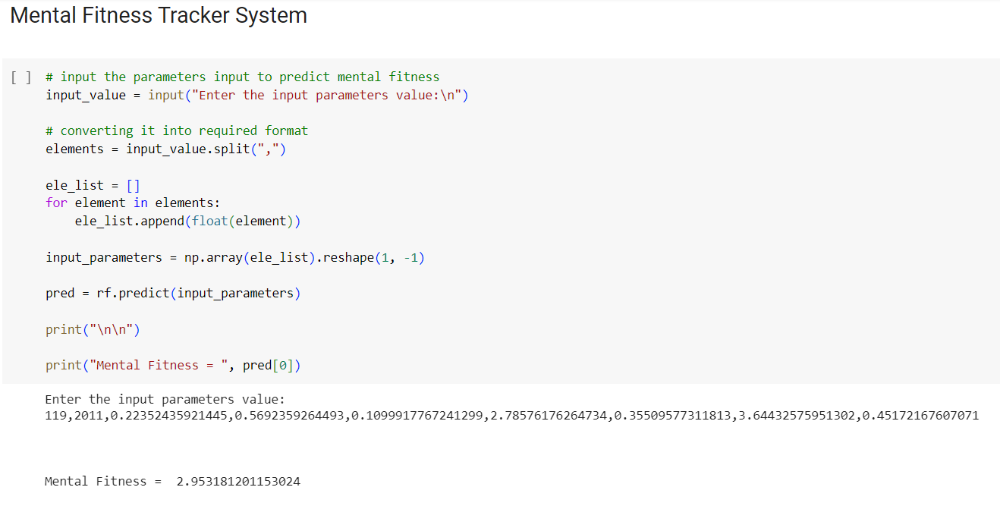 Mental Fitness Tracker System
[ ] # input the parameters input to predict mental fitness
input_value = input("Enter the input parameters value:\n")
# converting it into required format
elements = input_value.split(",")
ele_list = []
for element in elements:
    ele_list.append(float(element))
input_parameters = np.array(ele_list).reshape(1, -1)
pred = rf.predict(input_parameters)
print("\n\n")
print("Mental Fitness = ", pred[0])
Enter the input parameters value:
119,2011,0.22352435921445,0.5692359264493,0.1099917767241299,2.78576176264734,0.35509577311813,3.64432575951302,0.45172167607071
Mental Fitness =  2.953181201153024